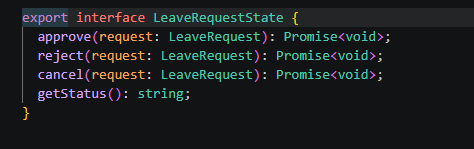 export interface LeaveRequestState {
  approve(request: LeaveRequest): Promise<void>;
  reject(request: LeaveRequest): Promise<void>;
  cancel(request: LeaveRequest): Promise<void>;
  getStatus(): string;
}